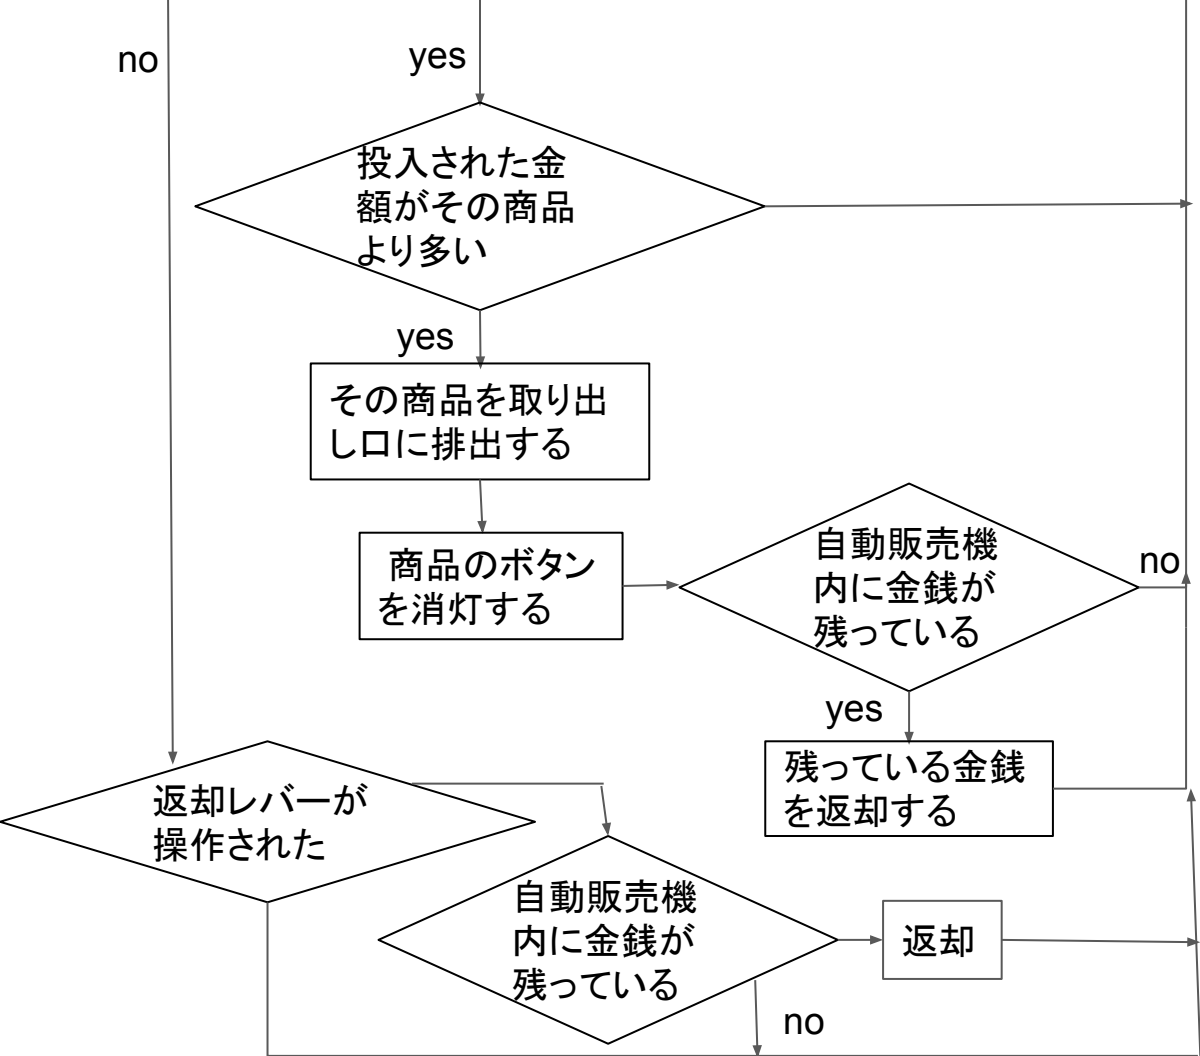 no
yes
投入された金
額がその商品
より多い
yes
その商品を取り出
し口に排出する
商品のボタン
を消灯する
自動販売機
内に金銭が
残っている
no
yes
残っている金銭
を返却する
返却レバーが
操作された
自動販売機
内に金銭が
残っている
返却
no